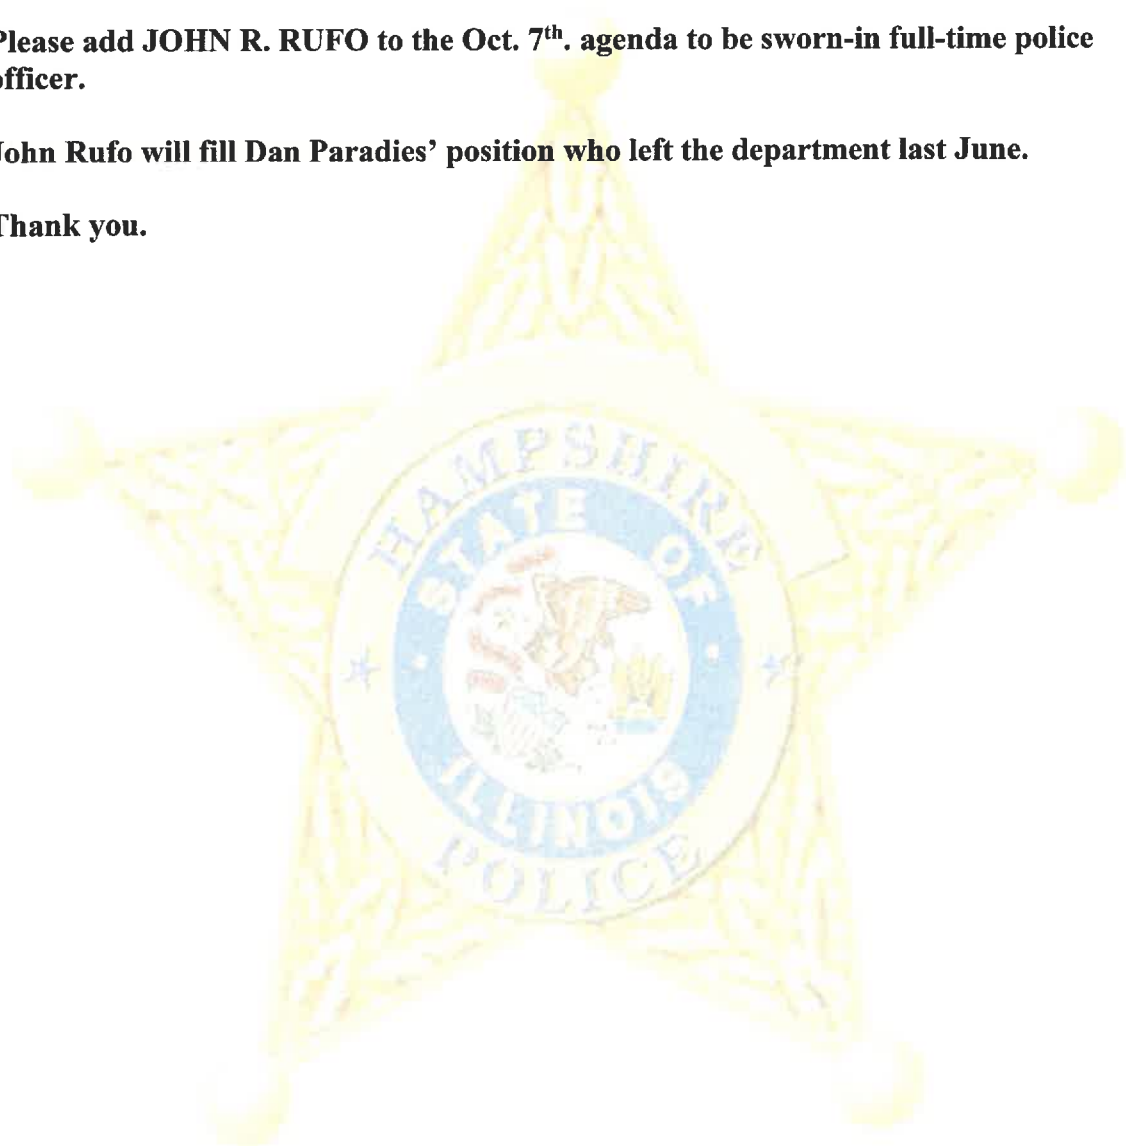 Please add JOHN R. RUFO to the Oct. 7th. agenda to be sworn-in full-time police
officer.
John Rufo will fill Dan Paradies’ position who left the department last June.
Thank you.
HAMPSHIRE
STATE OF
ILLINOIS
POLICE